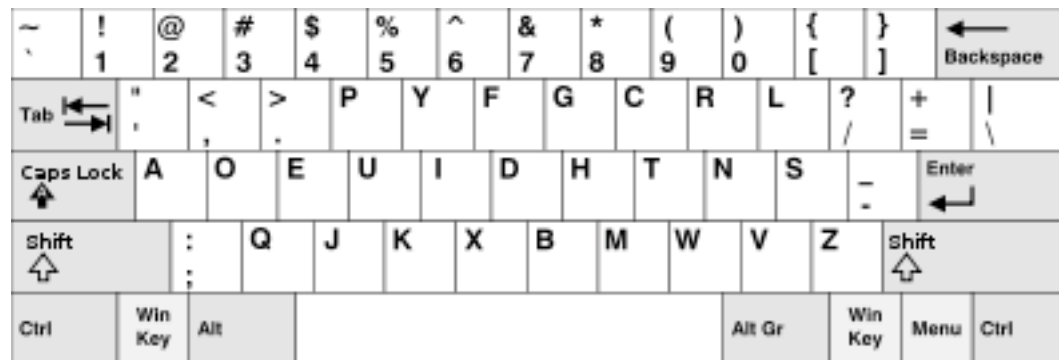 ~ ! @ # $ % ^ & * ( ) { }
` 1 2 3 4 5 6 7 8 9 0 [ ] Backspace
Tab " < > P Y F G C R L ? + |
' , . / = \
Caps Lock A O E U I D H T N S _ Enter
-
Shift : Q J K X B M W V Z Shift
;
Ctrl Win Key Alt Alt Gr Win Key Menu Ctrl